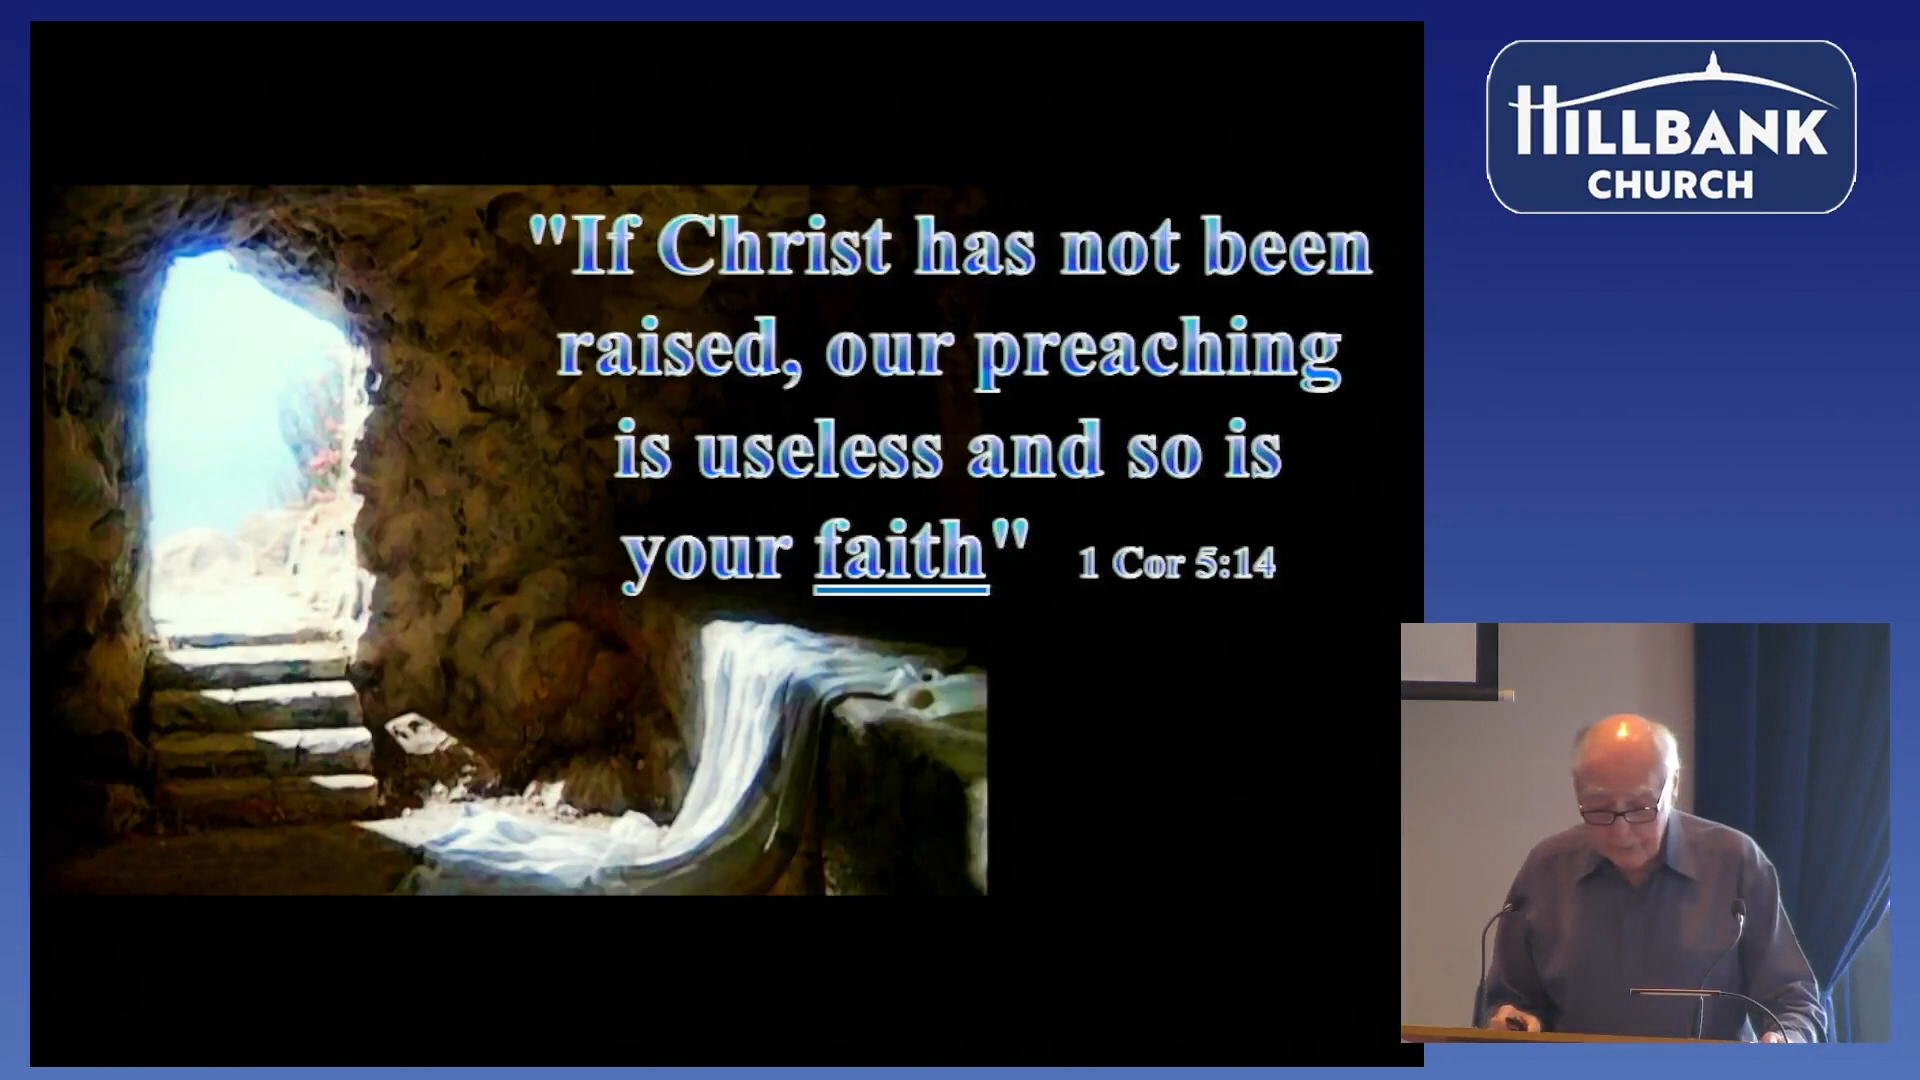 "If Christ has not been
raised, our preaching
is useless and so is
your faith" 1 Cor 5:14
HILLBANK
CHURCH